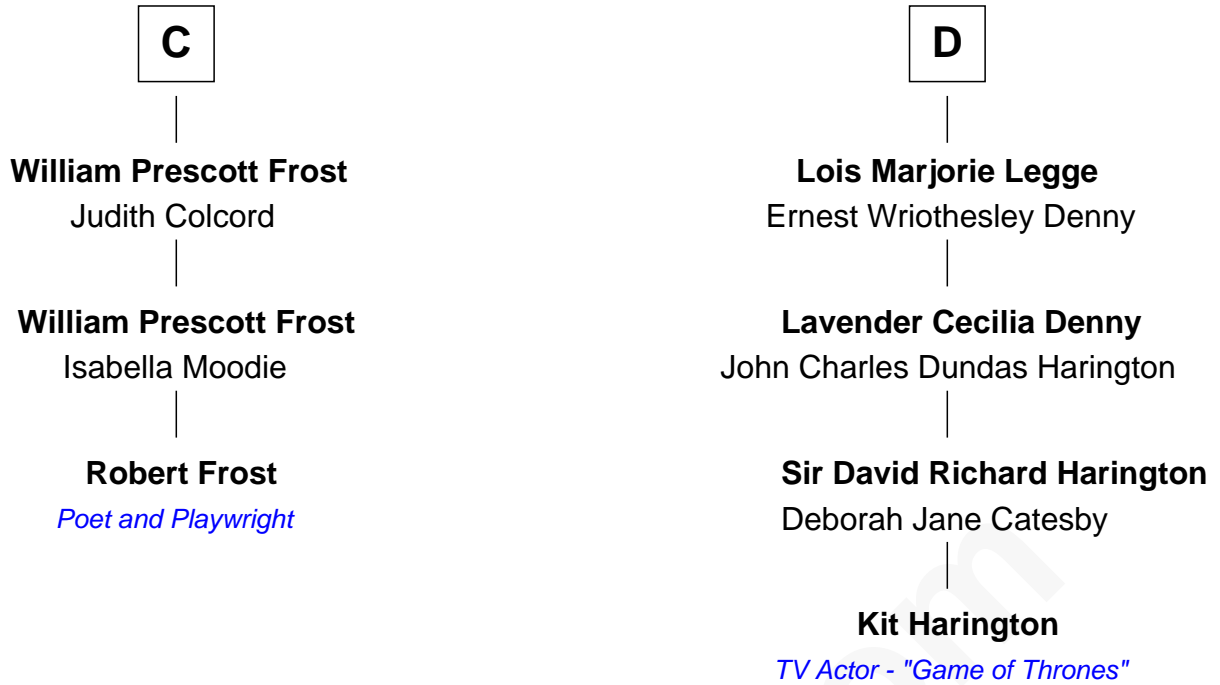 C
William Prescott Frost
Judith Colcord
William Prescott Frost
Isabella Moodie
Robert Frost
Poet and Playwright
D
Lois Marjorie Legge
Ernest Wriothesley Denny
Lavender Cecilia Denny
John Charles Dundas Harington
Sir David Richard Harington
Deborah Jane Catesby
Kit Harington
TV Actor - "Game of Thrones"